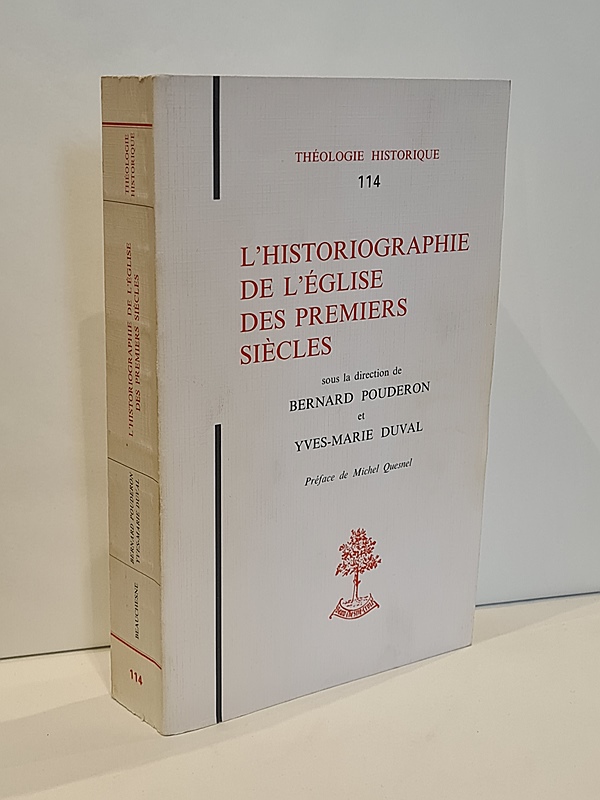 THÉOLOGIE HISTORIQUE
114
L'HISTORIOGRAPHIE
DE L'ÉGLISE
DES PREMIERS
SIÈCLES
sous la direction de
BERNARD POUDERON
et
YVES-MARIE DUVAL
Préface de Michel Quesnel
THÉOLOGIE
HISTORIQUE
L'HISTORIOGRAPHIE DE L'ÉGLISE
DES PREMIERS SIÈCLES
BERNARD POUDERON
YVES-MARIE DUVAL
BEAUCHESNE
114